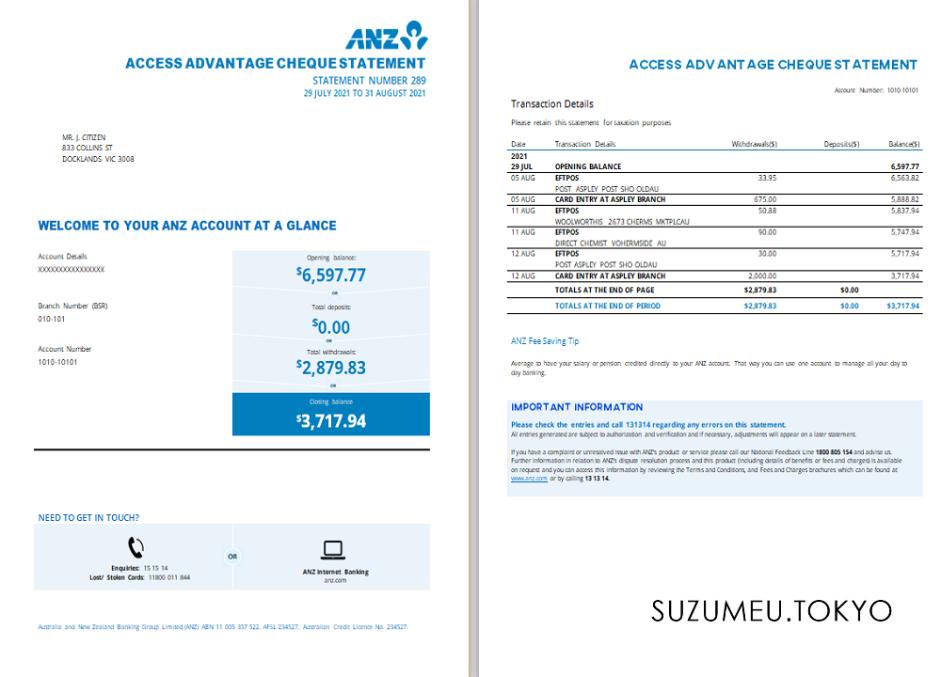 ANZ
ACCESS ADVANTAGE CHEQUE STATEMENT
STATEMENT NUMBER 289
29 JULY 2021 TO 31 AUGUST 2021
MR. J. CITIZEN
833 COLLINS ST
DOCKLANDS VIC 3008
WELCOME TO YOUR ANZ ACCOUNT AT A GLANCE
Account Details
XXXXXXXXXXXXXXXX
Branch Number (BSR)
010-101
Account Number
1010-10101
Opening balance:
$6,597.77
OR
Total deposits:
$0.00
OR
Total withdrawals:
$2,879.83
OR
Closing balance
$3,717.94
NEED TO GET IN TOUCH?
Enquiries: 15 15 14
Lost/ Stolen Cards: 11800 011 844
OR
ANZ Internet Banking
anz.com
Australia and New Zealand Banking Group Limited (ANZ) ABN 11 005 357 522. AFSL 234527. Australian Credit Licence No. 234527.
ACCESS ADVANTAGE CHEQUE STATEMENT
Account Number: 1010-10101
Transaction Details
Please retain this statement for taxation purposes
Date Transaction Details Withdrawals($) Deposits($) Balance($)
2021
29 JUL OPENING BALANCE 6,597.77
05 AUG EFTPOS 33.95 6,563.82
POST ASPLEY POST SHO OLDAU
05 AUG CARD ENTRY AT ASPLEY BRANCH 675.00 5,888.82
11 AUG EFTPOS 50.88 5,837.94
WOOLWORTHS 2673 CHERMS MKTPLCAU
11 AUG EFTPOS 90.00 5,747.94
DIRECT CHEMIST VOHERMSIDE AU
12 AUG EFTPOS 30.00 5,717.94
POST ASPLEY POST SHO OLDAU
12 AUG CARD ENTRY AT ASPLEY BRANCH 2,000.00 3,717.94
TOTALS AT THE END OF PAGE $2,879.83 $0.00
TOTALS AT THE END OF PERIOD $2,879.83 $0.00 $3,717.94
ANZ Fee Saving Tip
Average to have your salary or pension credited directly to your ANZ account. That way you can use one account to manage all your day to
day banking.
IMPORTANT INFORMATION
Please check the entries and call 131314 regarding any errors on this statement.
All entries generated are subject to authorization and verification and if necessary, adjustments will appear on a later statement.
If you have a complaint or unresolved issue with ANZ's product or service please call our National Feedback Line 1800 805 154 and advise us.
Further information in relation to ANZ's dispute resolution process and this product (including details of benefits or fees and charges) is available
on request and you can access this information by reviewing the Terms and Conditions, and Fees and Charges brochures which can be found at
www.anz.com or by calling 13 13 14.
SUZUMEU.TOKYO